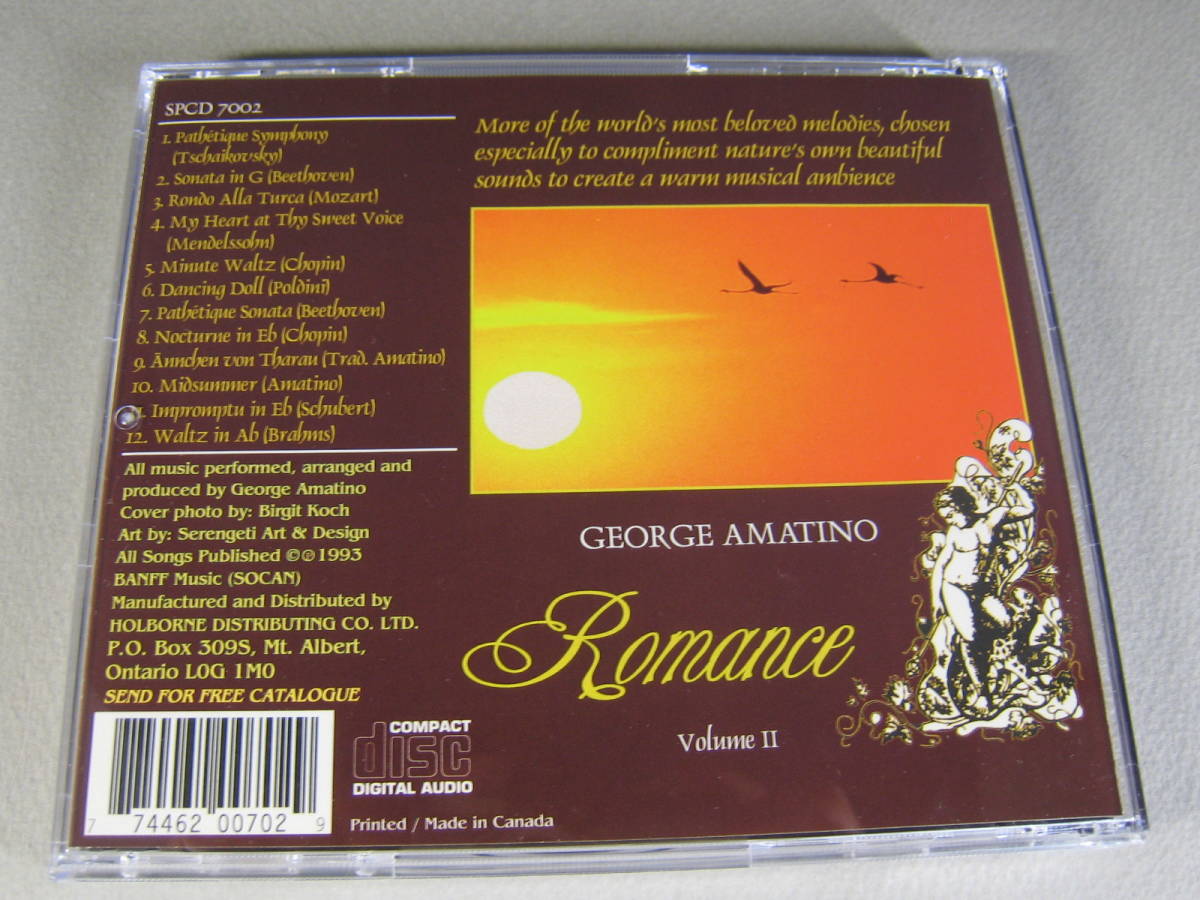 SPCD 7002
1. Pathétique Symphony
(Tschaikovsky)
2. Sonata in G (Beethoven)
3. Rondo Alla Turca (Mozart)
4. My Heart at Thy Sweet Voice
(Mendelssohn)
5. Minute Waltz (Chopin)
6. Dancing Doll (Poldini)
7. Pathêtique Sonata (Beethoven)
8. Nocturne in Eb (Chopin)
9. Ännchen von Tharau (Trad. Amatino)
10. Midsummer (Amatino)
11. Impromptu in Eb (Schubert)
12. Waltz in Ab (Brahms)
All music performed, arranged and
produced by George Amatino
Cover photo by: Birgit Koch
Art by: Serengeti Art & Design
All Songs Published ©℗1993
BANFF Music (SOCAN)
Manufactured and Distributed by
HOLBORNE DISTRIBUTING CO. LTD.
P.O. Box 309S, Mt. Albert,
Ontario L0G 1M0
SEND FOR FREE CATALOGUE
7 74462 00702 9
COMPACT
disc
DIGITAL AUDIO
Printed / Made in Canada
More of the world's most beloved melodies, chosen
especially to compliment nature's own beautiful
sounds to create a warm musical ambience
GEORGE AMATINO
Romance
Volume II